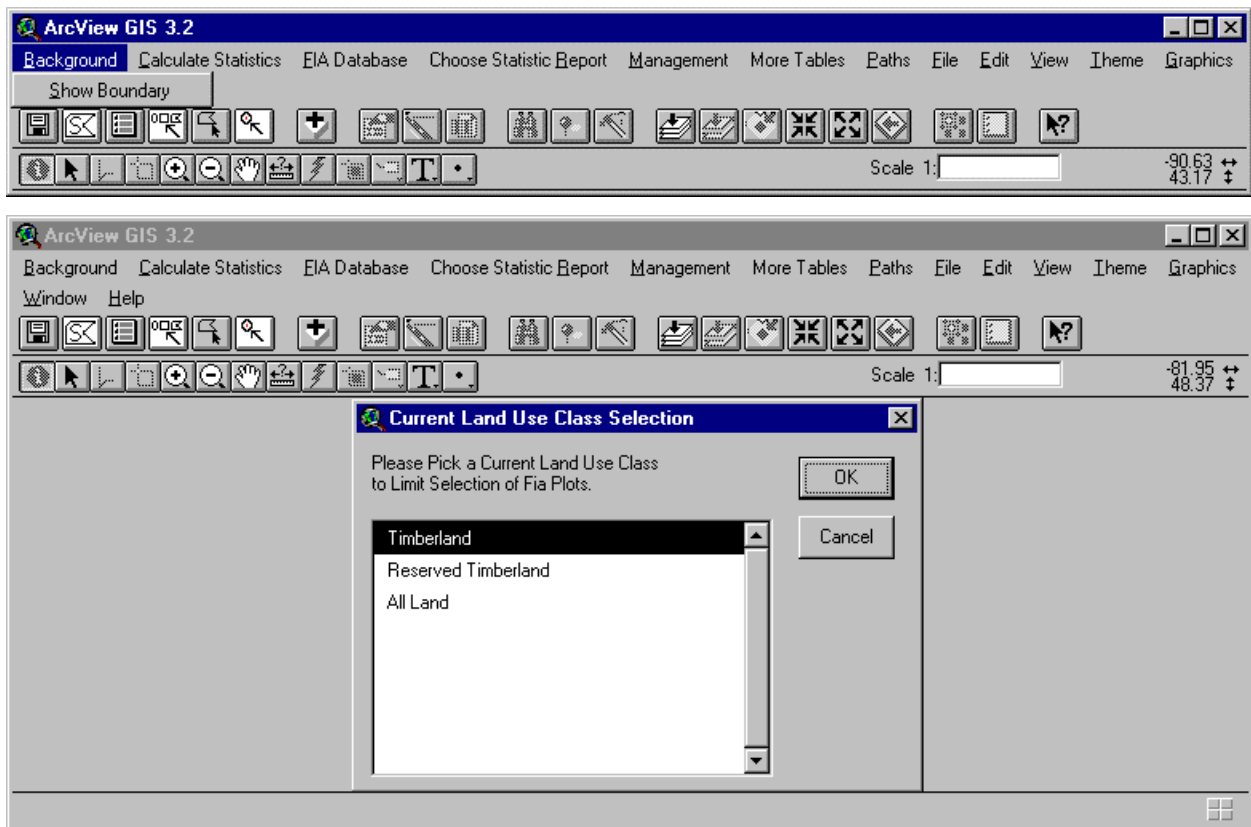 ArcView GIS 3.2
Background Calculate Statistics FIA Database Choose Statistic Report Management More Tables Paths File Edit View Theme Graphics
Show Boundary
T
Scale 1:
-90.63
43.17
ArcView GIS 3.2
Background Calculate Statistics FIA Database Choose Statistic Report Management More Tables Paths File Edit View Theme Graphics
Window Help
T
Scale 1:
-81.95
48.37
Current Land Use Class Selection
Please Pick a Current Land Use Class
to Limit Selection of Fia Plots.
OK
Cancel
Timberland
Reserved Timberland
All Land